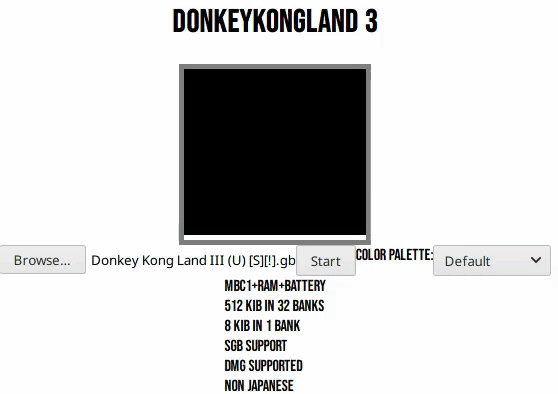 DONKEYKONGLAND 3
Browse... Donkey Kong Land III (U) [S][!].gb Start COLOR PALETTE: Default
MBC1+RAM+BATTERY
512 KIB IN 32 BANKS
8 KIB IN 1 BANK
SGB SUPPORT
DMG SUPPORTED
NON JAPANESE